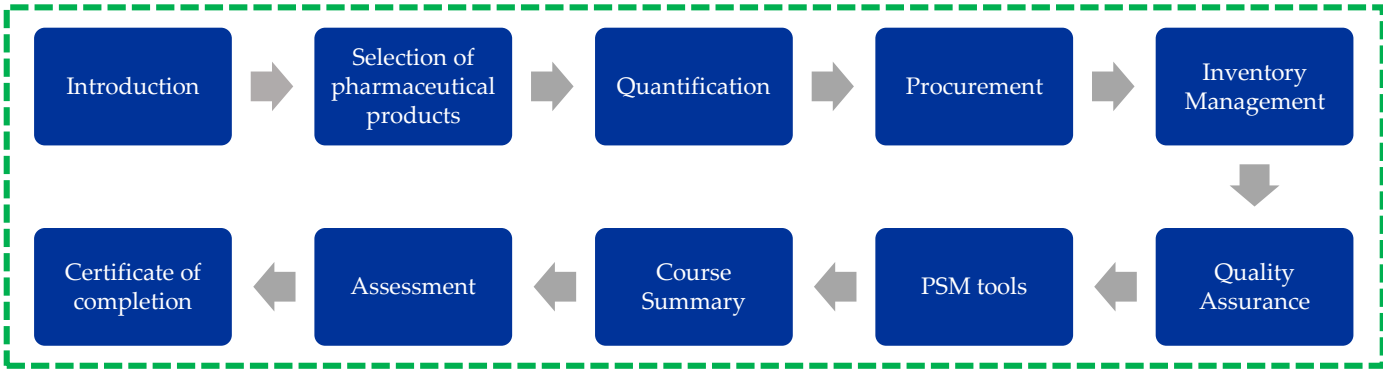 Introduction
Selection of
pharmaceutical
products
Quantification
Procurement
Inventory
Management
Quality
Assurance
PSM tools
Course
Summary
Assessment
Certificate of
completion